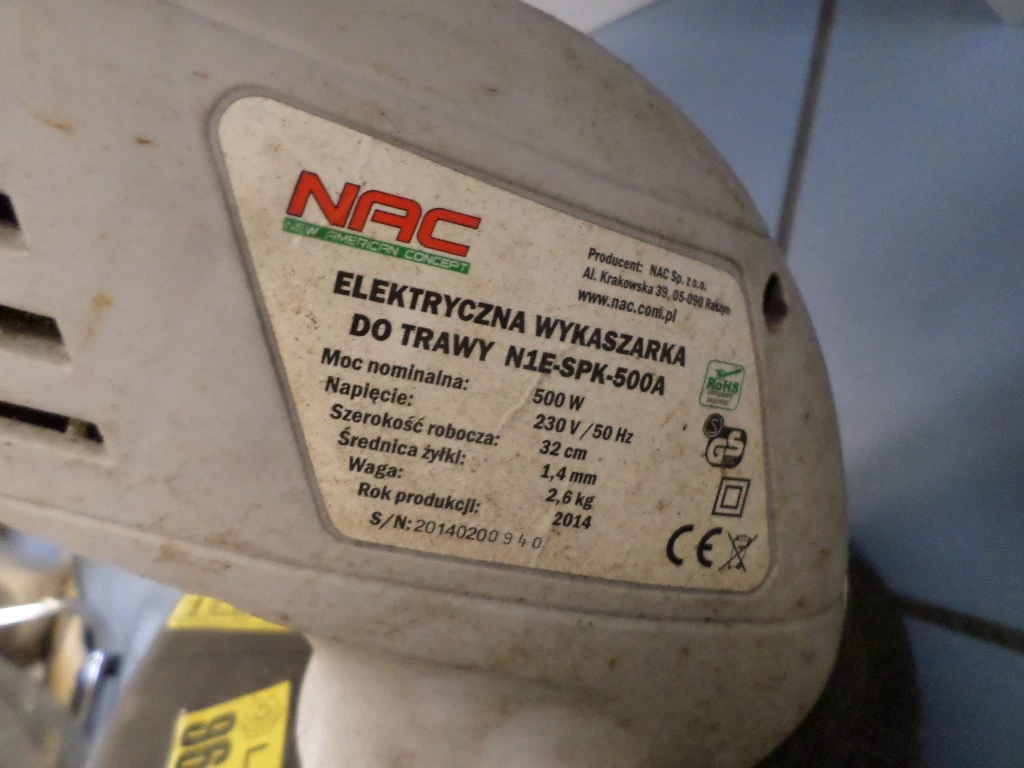 NAC
NEW AMERICAN CONCEPT
Producent: NAC Sp. z o.o.
Al. Krakowska 39, 05-090 Raszyn
www.nac.com.pl
ELEKTRYCZNA WYKASZARKA
DO TRAWY N1E-SPK-500A
Moc nominalna: 500 W
Napięcie: 230 V / 50 Hz
Szerokość robocza: 32 cm
Średnica żyłki: 1,4 mm
Waga: 2,6 kg
Rok produkcji: 2014
S/N: 20140200940
RoHS
S
GS
CE
99
L